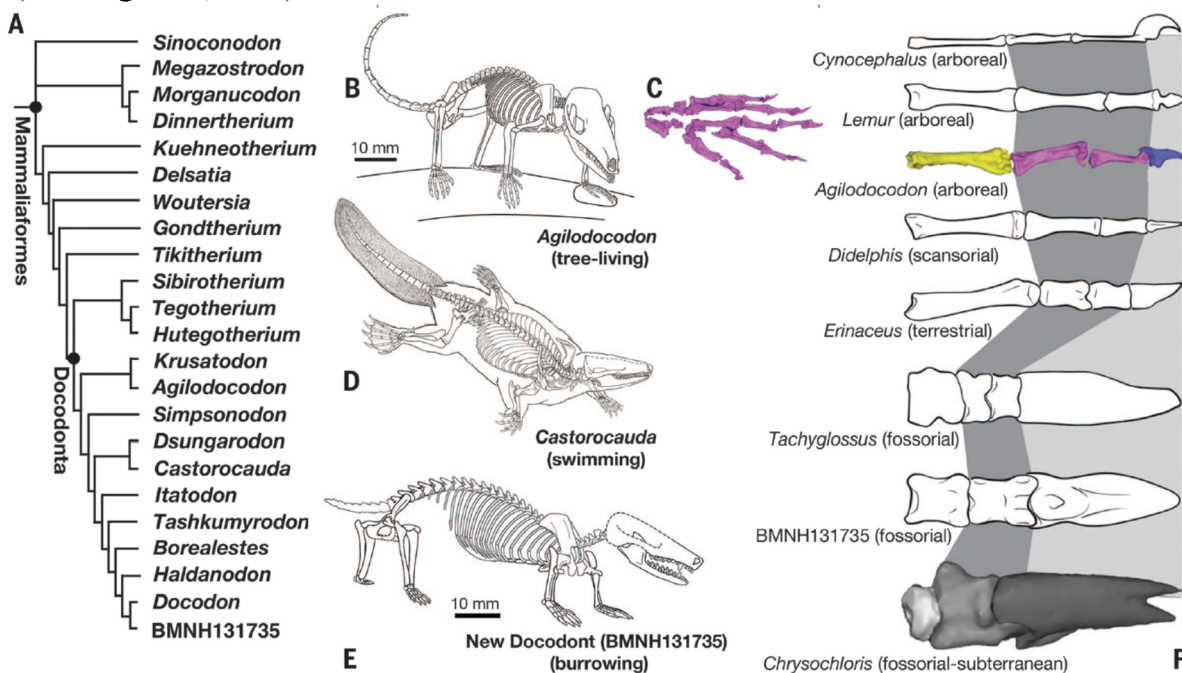 A
Sinoconodon
Megazostrodon
Morganucodon
Dinnertherium
Kuehneotherium
Delsatia
Woutersia
Gondtherium
Tikitherium
Sibirotherium
Tegotherium
Hutegotherium
Krusatodon
Agilodocodon
Simpsonodon
Dsungarodon
Castorocauda
Itatodon
Tashkumyrodon
Borealestes
Haldanodon
Docodon
BMNH131735
Mammaliaformes
Docodonta
B
10 mm
Agilodocodon
(tree-living)
C
D
Castorocauda
(swimming)
10 mm
New Docodont (BMNH131735)
(burrowing)
E
Cynocephalus (arboreal)
Lemur (arboreal)
Agilodocodon (arboreal)
Didelphis (scansorial)
Erinaceus (terrestrial)
Tachyglossus (fossorial)
BMNH131735 (fossorial)
Chrysochloris (fossorial-subterranean)
F